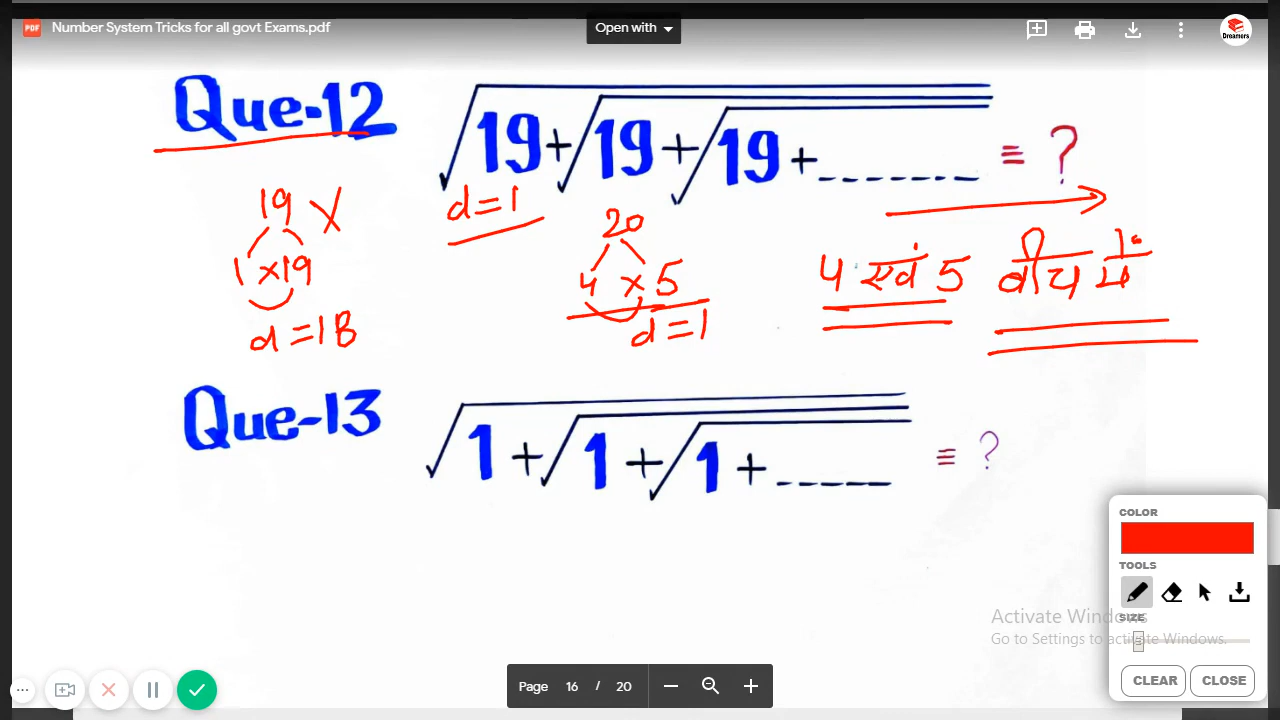 Number System Tricks for all govt Exams.pdf
Open with
Dreamers
Que-12 √19+√19+√19+------- ≡ ?
19 X
1 x 19
d=18
d=1
20
4 x 5
d=1
4 एवं 5
Que-13 √1+√1+√1+----- ≡ ?
COLOR
TOOLS
SIZE
Activate Windows
Go to Settings to activate Windows.
CLEAR CLOSE
Page 16 / 20